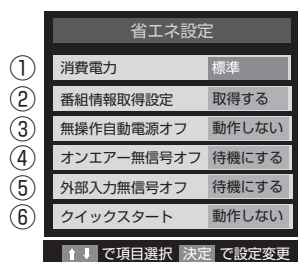 省エネ設定
① 消費電力 標準
② 番組情報取得設定 取得する
③ 無操作自動電源オフ 動作しない
④ オンエアー無信号オフ 待機にする
⑤ 外部入力無信号オフ 待機にする
⑥ クイックスタート 動作しない
⬆⬇ で項目選択 決定 で設定変更